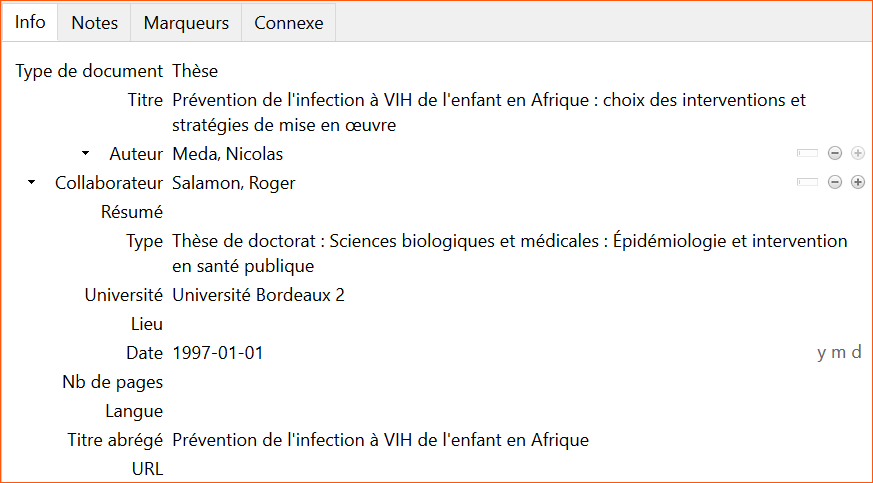 Info Notes Marqueurs Connexe
Type de document Thèse
Titre Prévention de l'infection à VIH de l'enfant en Afrique : choix des interventions et
stratégies de mise en œuvre
Auteur Meda, Nicolas
Collaborateur Salamon, Roger
Résumé
Type Thèse de doctorat : Sciences biologiques et médicales : Épidémiologie et intervention
en santé publique
Université Université Bordeaux 2
Lieu
Date 1997-01-01 y m d
Nb de pages
Langue
Titre abrégé Prévention de l'infection à VIH de l'enfant en Afrique
URL